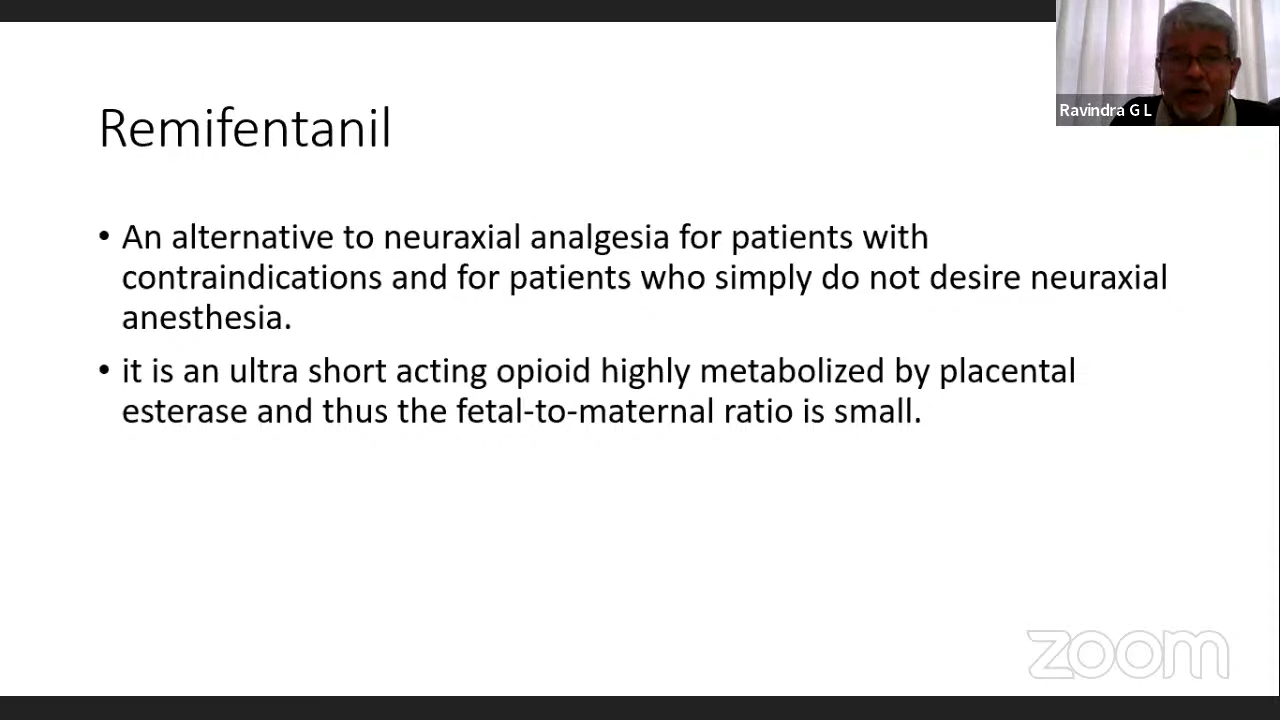 Ravindra G L
Remifentanil
• An alternative to neuraxial analgesia for patients with
contraindications and for patients who simply do not desire neuraxial
anesthesia.
• it is an ultra short acting opioid highly metabolized by placental
esterase and thus the fetal-to-maternal ratio is small.
zoom